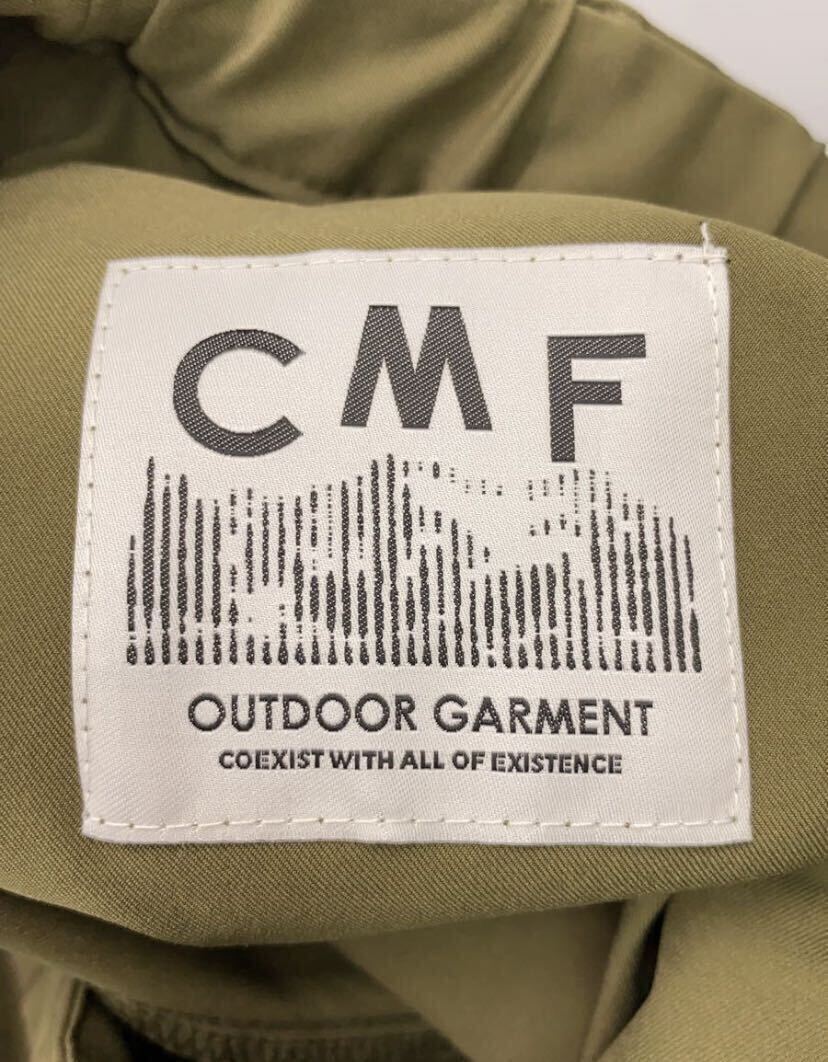 CMF
OUTDOOR GARMENT
COEXIST WITH ALL OF EXISTENCE